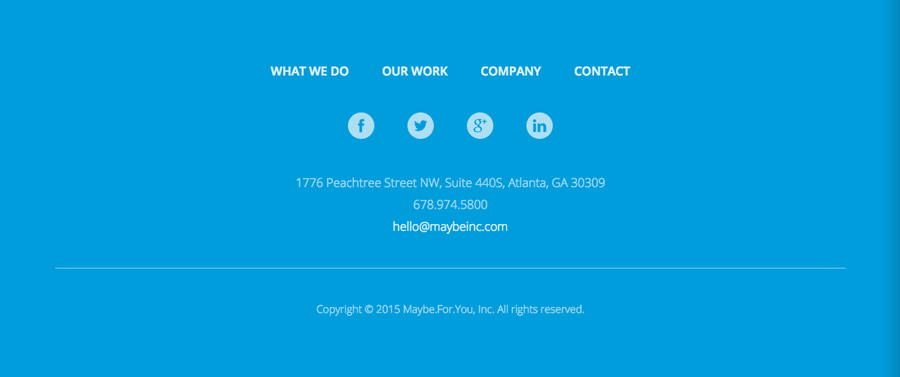 WHAT WE DO OUR WORK COMPANY CONTACT
f g+ in
1776 Peachtree Street NW, Suite 440S, Atlanta, GA 30309
678.974.5800
hello@maybeinc.com
Copyright © 2015 Maybe.For.You, Inc. All rights reserved.